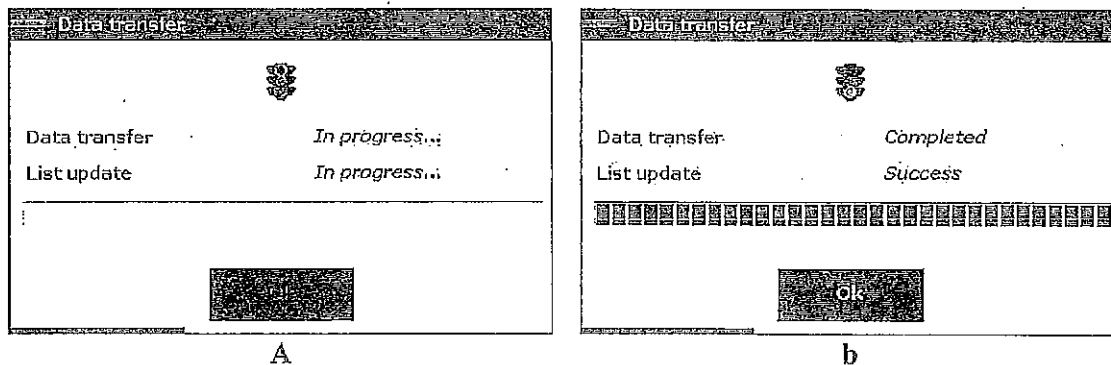 Data transfer
Data transfer In progress...
List update In progress...
A
Data transfer
Data transfer Completed
List update Success
Ok
b